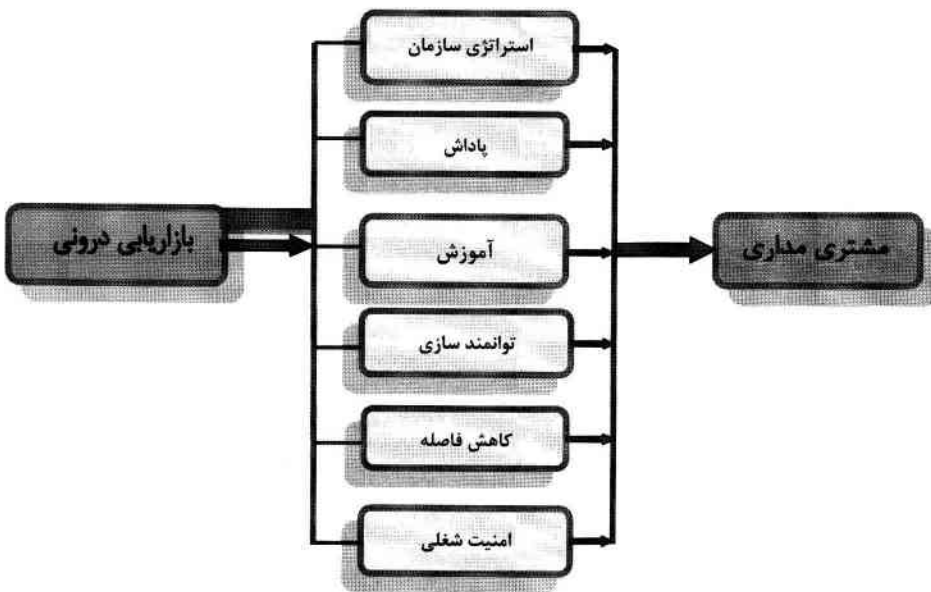 استراتژی سازمان
پاداش
بازاریابی درونی
آموزش
مشتری مداری
توانمند سازی
کاهش فاصله
امنیت شغلی